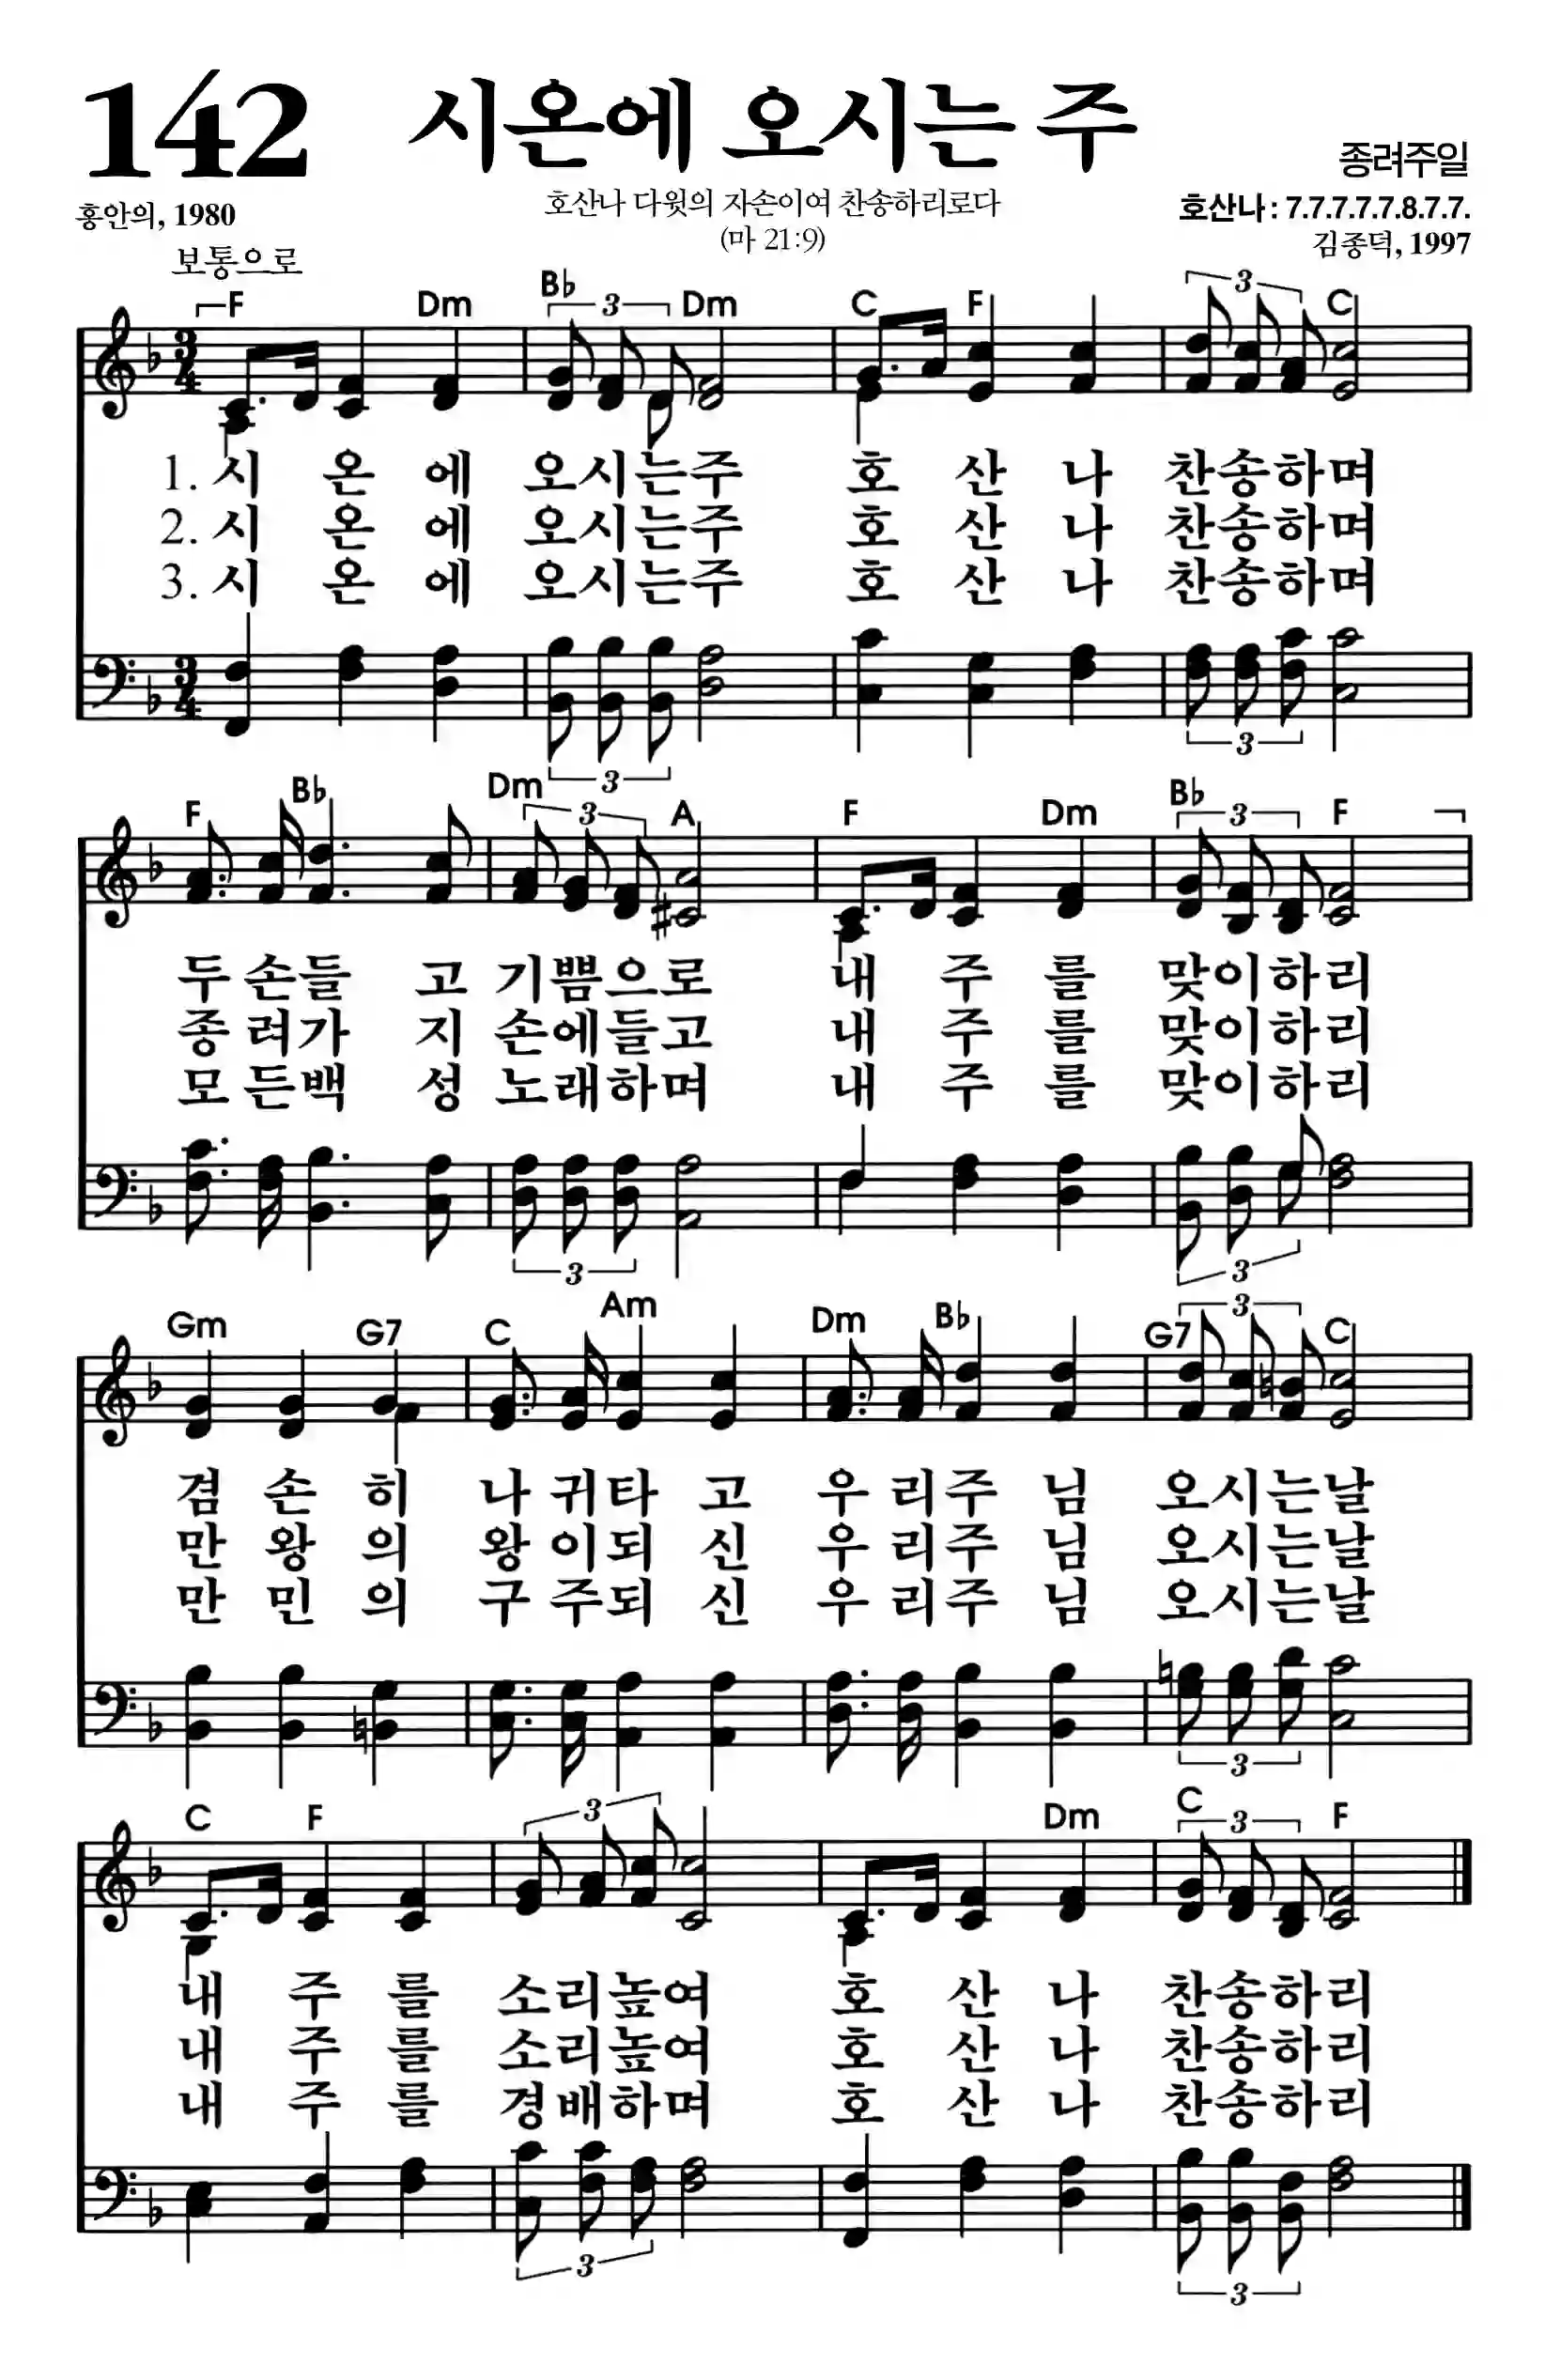 142 시온에 오시는 주
종려주일
홍안의, 1980
호산나 다윗의 자손이여 찬송하리로다
호산나 : 7.7.7.7.7.8.7.7.
(마 21:9)
김종덕, 1997
보통으로
F Dm B♭ 3 Dm C F 3 C
1. 시 온 에 오시는주 호 산 나 찬송하며
2. 시 온 에 오시는주 호 산 나 찬송하며
3. 시 온 에 오시는주 호 산 나 찬송하며
3 3
F B♭ Dm 3 A F Dm B♭ 3 F
두 손들 고 기쁨으로 내 주 를 맞이하리
종 려가 지 손에들고 내 주 를 맞이하리
모 든백 성 노래하며 내 주 를 맞이하리
3 3
Gm G7 C Am Dm B♭ G7 3 C
겸 손 히 나 귀타 고 우 리주 님 오시는날
만 왕 의 왕 이되 신 우 리주 님 오시는날
만 민 의 구 주되 신 우 리주 님 오시는날
3
C F 3 Dm C 3 F
내 주 를 소리높여 호 산 나 찬송하리
내 주 를 소리높여 호 산 나 찬송하리
내 주 를 경배하며 호 산 나 찬송하리
3 3